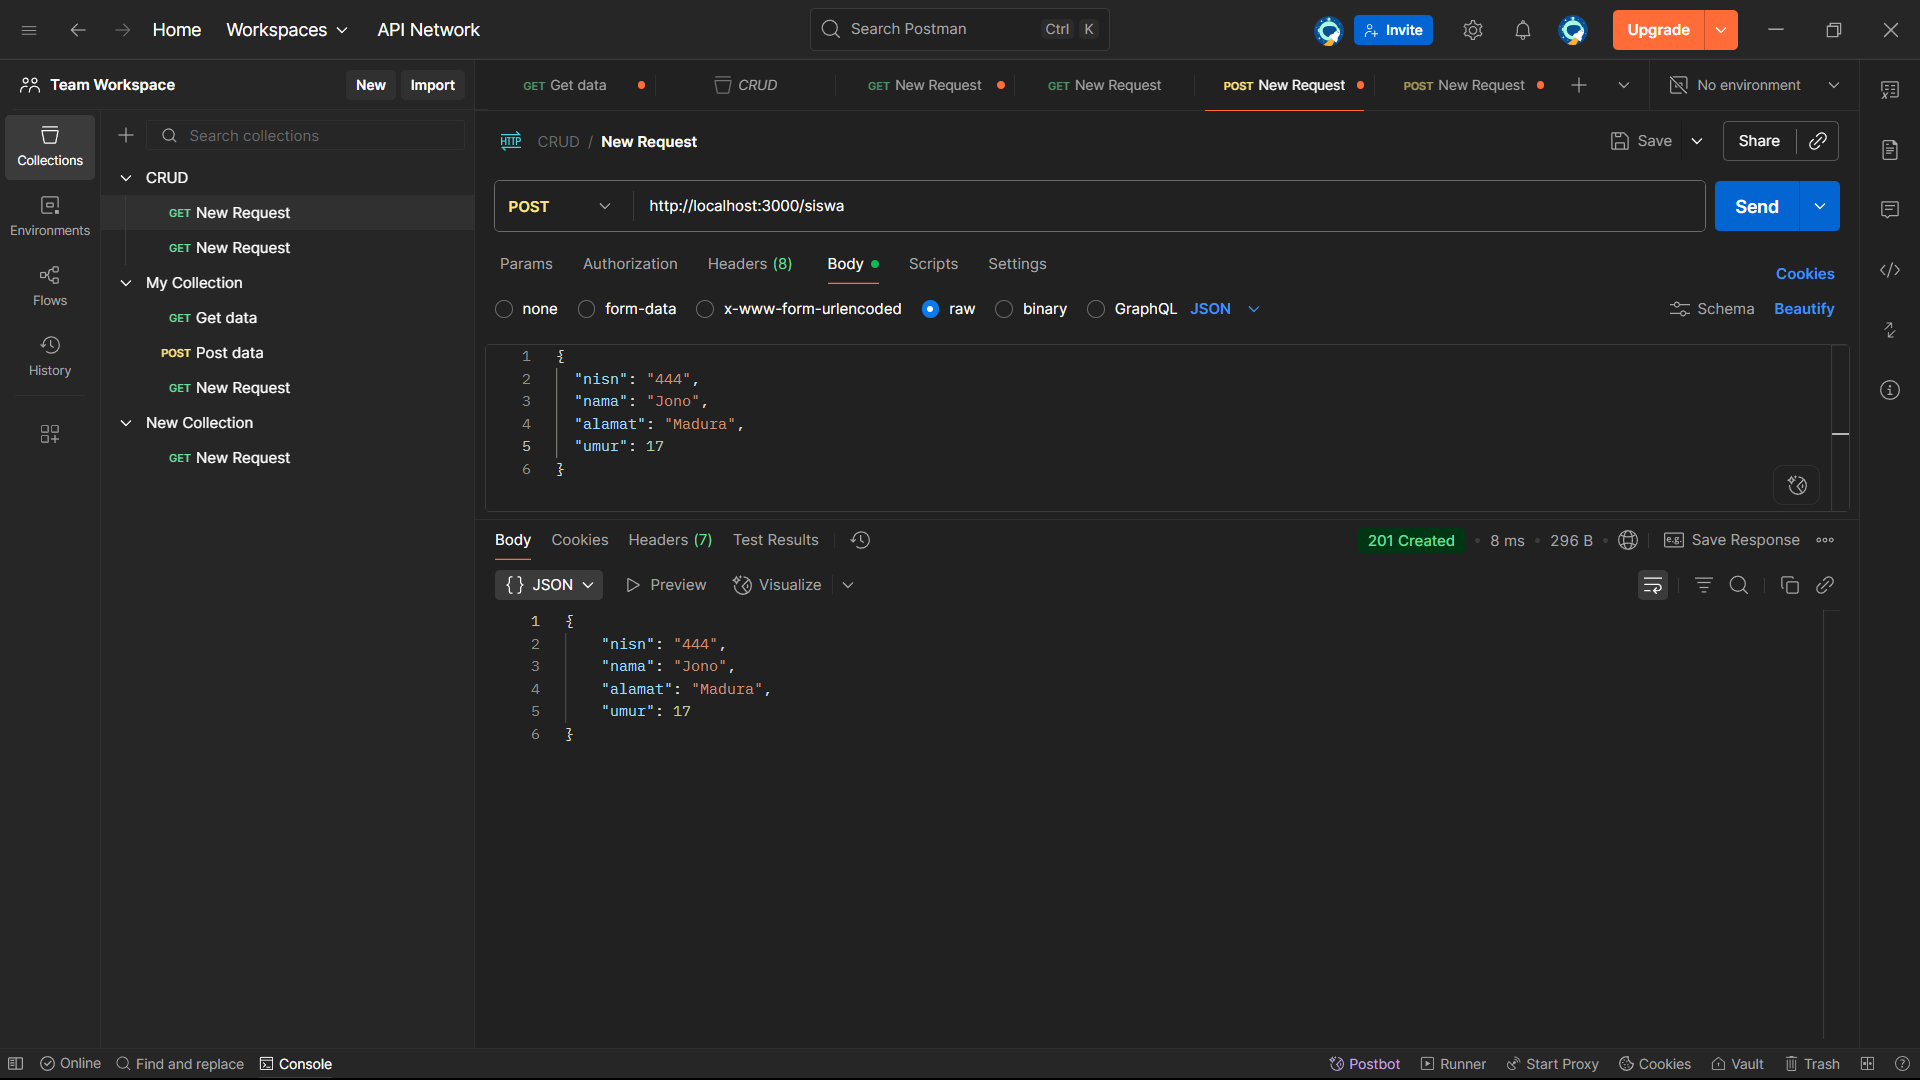 Home Workspaces API Network Search Postman Ctrl K Invite Upgrade
Team Workspace New Import GET Get data CRUD GET New Request GET New Request POST New Request POST New Request No environment
Collections
Environments
Flows
History
Search collections
CRUD
GET New Request
GET New Request
My Collection
GET Get data
POST Post data
GET New Request
New Collection
GET New Request
HTTP CRUD / New Request Save Share
POST http://localhost:3000/siswa Send
Params Authorization Headers (8) Body Scripts Settings Cookies
none form-data x-www-form-urlencoded raw binary GraphQL JSON Schema Beautify
1 {
2 "nisn": "444",
3 "nama": "Jono",
4 "alamat": "Madura",
5 "umur": 17
6 }
Body Cookies Headers (7) Test Results 201 Created • 8 ms • 296 B • e.g. Save Response
{} JSON Preview Visualize
1 {
2 "nisn": "444",
3 "nama": "Jono",
4 "alamat": "Madura",
5 "umur": 17
6 }
Online Find and replace Console Postbot Runner Start Proxy Cookies Vault Trash